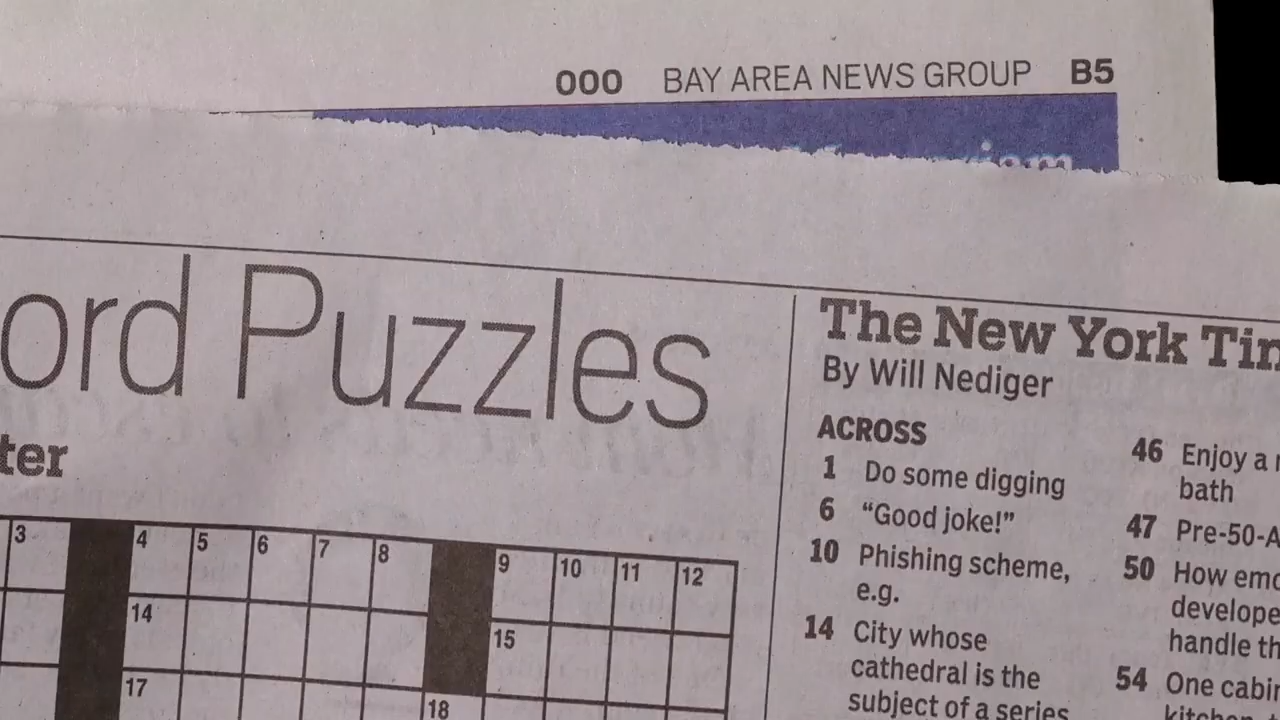 000 BAY AREA NEWS GROUP B5
ord Puzzles
ter
3
4 5 6 7 8
9 10 11 12
14
15
17
18
The New York Tin
By Will Nediger
ACROSS
1 Do some digging
6 “Good joke!”
10 Phishing scheme,
e.g.
14 City whose
cathedral is the
subject of a series
46 Enjoy a
bath
47 Pre-50-A
50 How emo
develope
handle th
54 One cabin